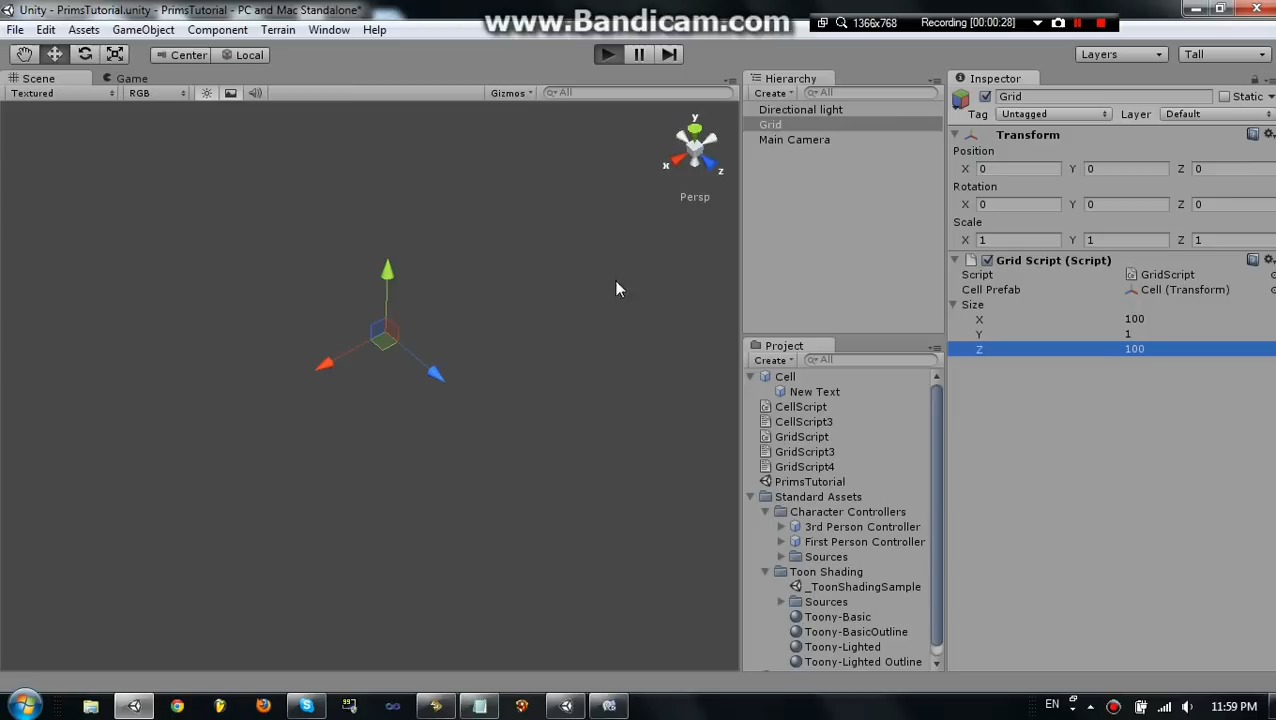 Unity - PrimsTutorial.unity - PrimsTutorial - PC and Mac Standalone*
www.Bandicam.com
1366x768
Recording [00:00:28]
File Edit Assets GameObject Component Terrain Window Help
Center Local
Layers
Tall
Scene
Game
Textured
RGB
Gizmos
All
y
x
z
Persp
Hierarchy
Create
All
Directional light
Grid
Main Camera
Project
Create
All
Cell
New Text
CellScript
CellScript3
GridScript
GridScript3
GridScript4
PrimsTutorial
Standard Assets
Character Controllers
3rd Person Controller
First Person Controller
Sources
Toon Shading
_ToonShadingSample
Sources
Toony-Basic
Toony-BasicOutline
Toony-Lighted
Toony-Lighted Outline
Inspector
Grid
Static
Tag Untagged Layer Default
Transform
Position
X 0 Y 0 Z 0
Rotation
X 0 Y 0 Z 0
Scale
X 1 Y 1 Z 1
Grid Script (Script)
Script GridScript
Cell Prefab Cell (Transform)
Size
X 100
Y 1
Z 100
EN
11:59 PM